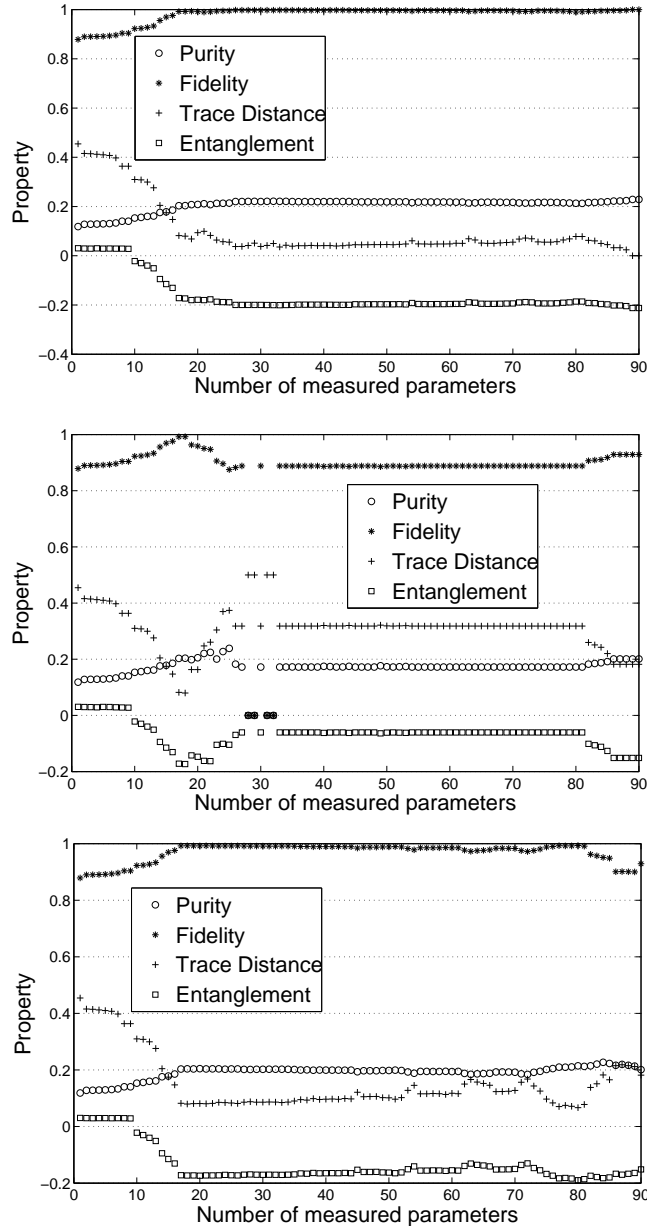 1
0.8
0.6
0.4
0.2
0
−0.2
−0.4
Property
Purity
Fidelity
Trace Distance
Entanglement
0 10 20 30 40 50 60 70 80 90
Number of measured parameters
1
0.8
0.6
0.4
0.2
0
−0.2
Property
Purity
Fidelity
Trace Distance
Entanglement
0 10 20 30 40 50 60 70 80 90
Number of measured parameters
1
0.8
0.6
0.4
0.2
0
−0.2
Property
Purity
Fidelity
Trace Distance
Entanglement
0 10 20 30 40 50 60 70 80 90
Number of measured parameters